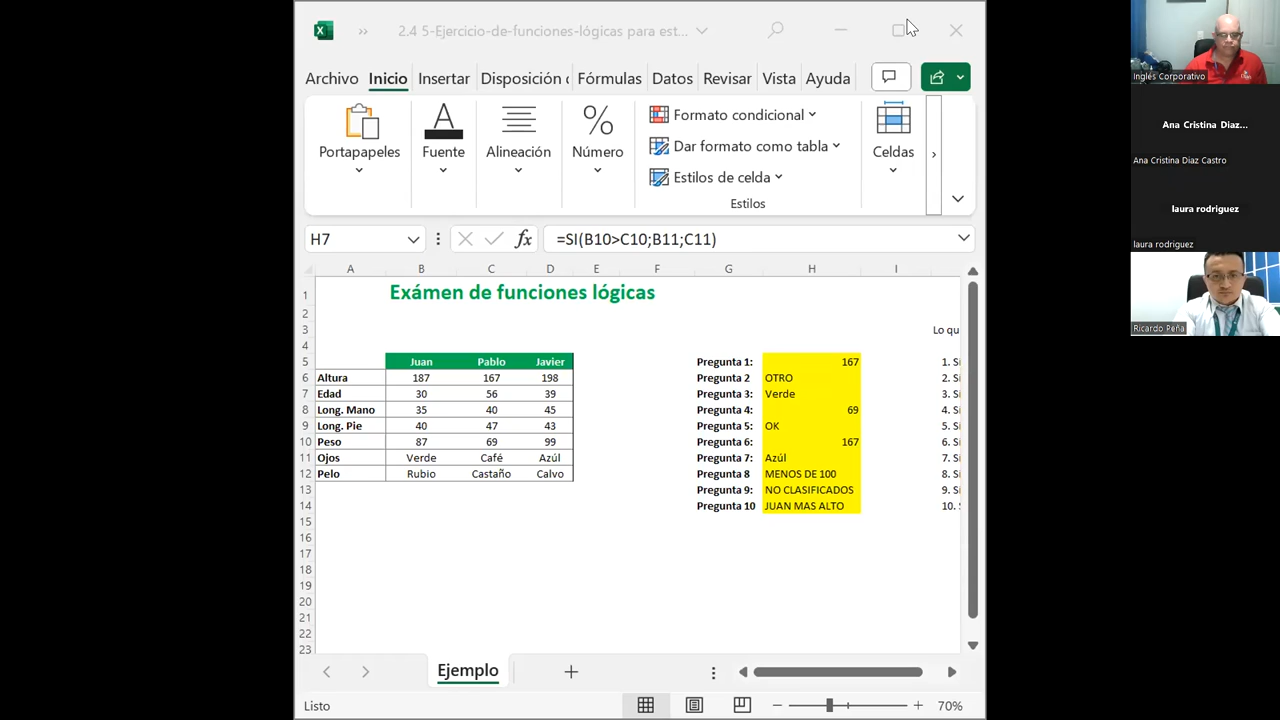 2.4 5-Ejercicio-de-funciones-lógicas para est...
Archivo Inicio Insertar Disposición Fórmulas Datos Revisar Vista Ayuda
Portapapeles
Fuente
Alineación
Número
Formato condicional
Dar formato como tabla
Estilos de celda
Estilos
Celdas
H7
fx
=SI(B10>C10;B11;C11)
A B C D E F G H I
1 Exámen de funciones lógicas
2
3 Lo qu
4
5 Juan Pablo Javier Pregunta 1: 167 1. Si
6 Altura 187 167 198 Pregunta 2 OTRO 2. Si
7 Edad 30 56 39 Pregunta 3: Verde 3. Si
8 Long. Mano 35 40 45 Pregunta 4: 69 4. Si
9 Long. Pie 40 47 43 Pregunta 5: OK 5. Si
10 Peso 87 69 99 Pregunta 6: 167 6. Si
11 Ojos Verde Café Azúl Pregunta 7: Azúl 7. Si
12 Pelo Rubio Castaño Calvo Pregunta 8 MENOS DE 100 8. Si
13 Pregunta 9: NO CLASIFICADOS 9. Si
14 Pregunta 10 JUAN MAS ALTO 10. S
15
16
17
18
19
20
21
22
23
Ejemplo
Listo
70%
Inglés Corporativo
Ana Cristina Diaz...
Ana Cristina Diaz Castro
laura rodriguez
laura rodriguez
Ricardo Peña